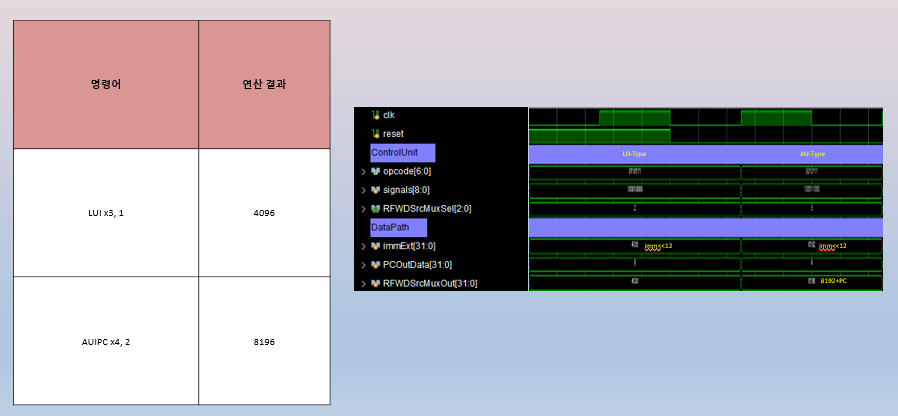 명령어 연산 결과
LUI x3, 1 4096
AUIPC x4, 2 8196
clk
reset
ControlUnit LU-Type AU-Type
opcode[6:0]
signals[8:0]
RFWDSrcMuxSel[2:0]
DataPath
immExt[31:0] imm<<12 imm<<12
PCOutData[31:0]
RFWDSrcMuxOut[31:0] 8192+PC